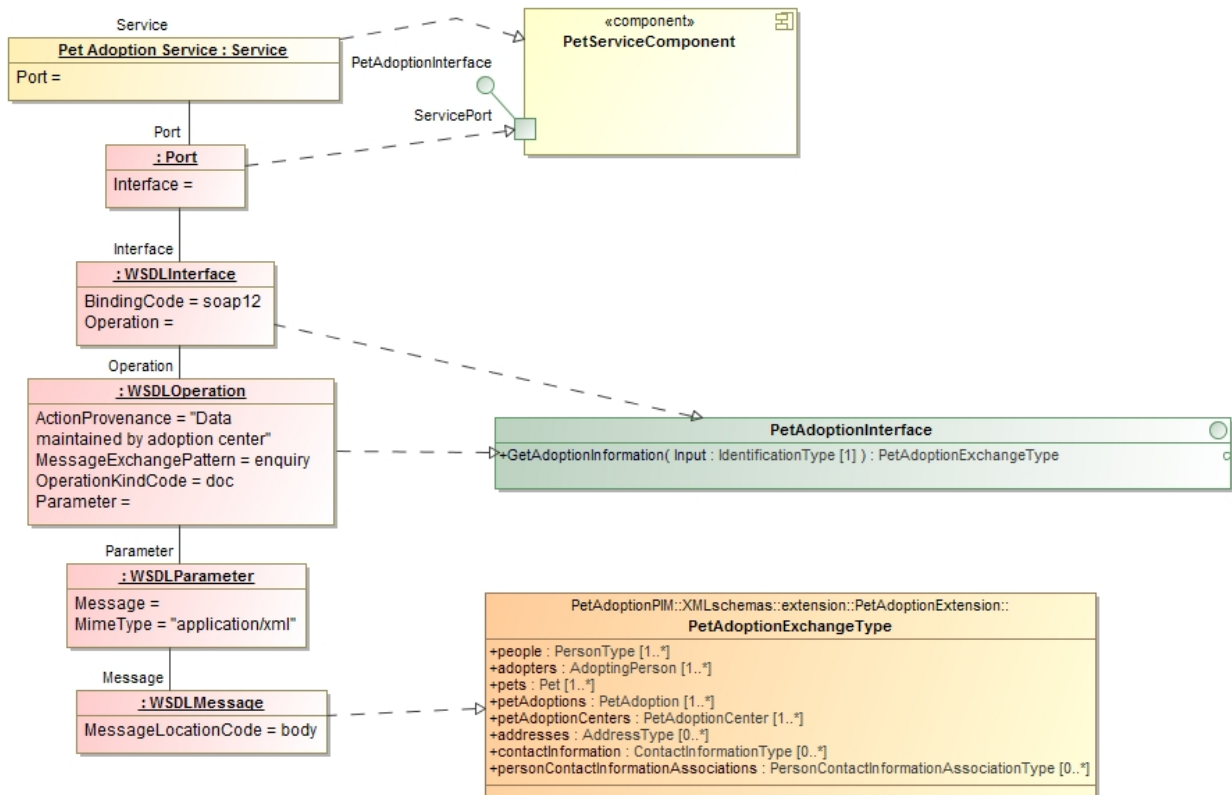 Service
Pet Adoption Service : Service
Port =
«component»
PetServiceComponent
PetAdoptionInterface
ServicePort
Port
: Port
Interface =
Interface
: WSDLInterface
BindingCode = soap12
Operation =
Operation
: WSDLOperation
ActionProvenance = "Data
maintained by adoption center"
MessageExchangePattern = enquiry
OperationKindCode = doc
Parameter =
PetAdoptionInterface
+GetAdoptionInformation( Input : IdentificationType [1] ) : PetAdoptionExchangeType
Parameter
: WSDLParameter
Message =
MimeType = "application/xml"
Message
: WSDLMessage
MessageLocationCode = body
PetAdoptionPIM::XMLschemas::extension::PetAdoptionExtension::
PetAdoptionExchangeType
+people : PersonType [1..*]
+adopters : AdoptingPerson [1..*]
+pets : Pet [1..*]
+petAdoptions : PetAdoption [1..*]
+petAdoptionCenters : PetAdoptionCenter [1..*]
+addresses : AddressType [0..*]
+contactInformation : ContactInformationType [0..*]
+personContactInformationAssociations : PersonContactInformationAssociationType [0..*]